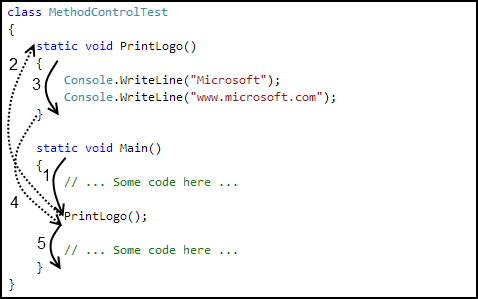 class MethodControlTest
{
2 static void PrintLogo()
{
3 Console.WriteLine("Microsoft");
Console.WriteLine("www.microsoft.com");
}
static void Main()
{
1
// ... Some code here ...
4
PrintLogo();
5 // ... Some code here ...
}
}